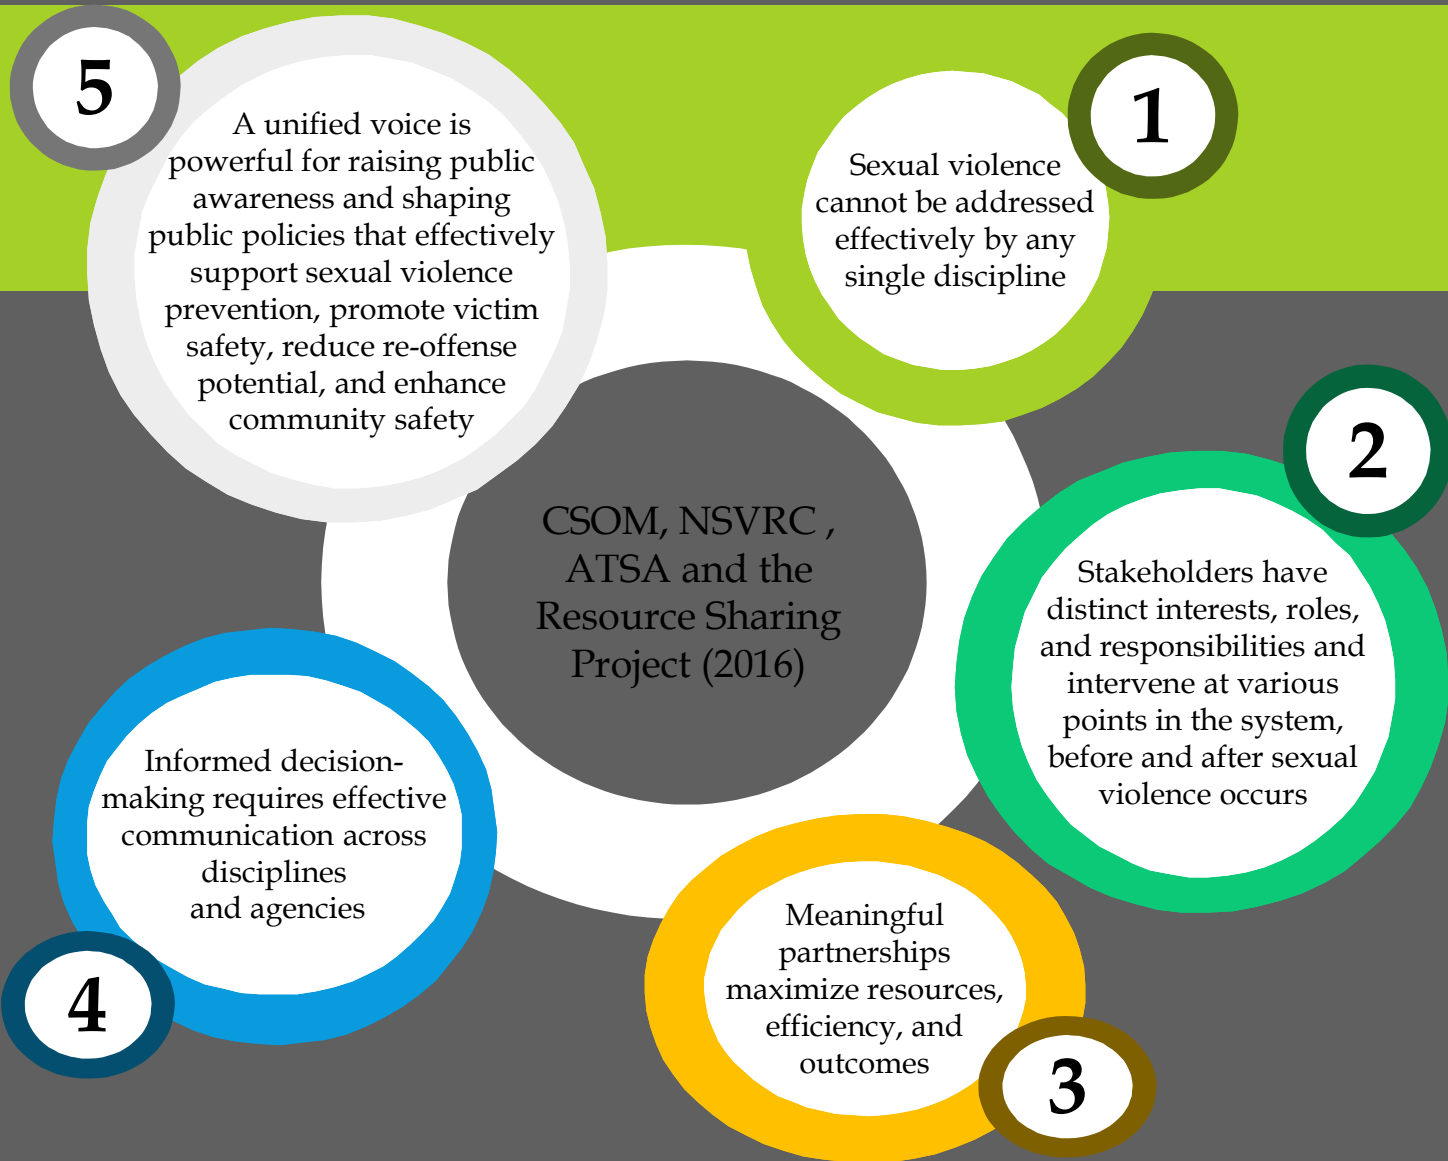 5
A unified voice is
powerful for raising public
awareness and shaping
public policies that effectively
support sexual violence
prevention, promote victim
safety, reduce re-offense
potential, and enhance
community safety
1
Sexual violence
cannot be addressed
effectively by any
single discipline
2
Stakeholders have
distinct interests, roles,
and responsibilities and
intervene at various
points in the system,
before and after sexual
violence occurs
CSOM, NSVRC ,
ATSA and the
Resource Sharing
Project (2016)
Informed decision-
making requires effective
communication across
disciplines
and agencies
4
Meaningful
partnerships
maximize resources,
efficiency, and
outcomes
3